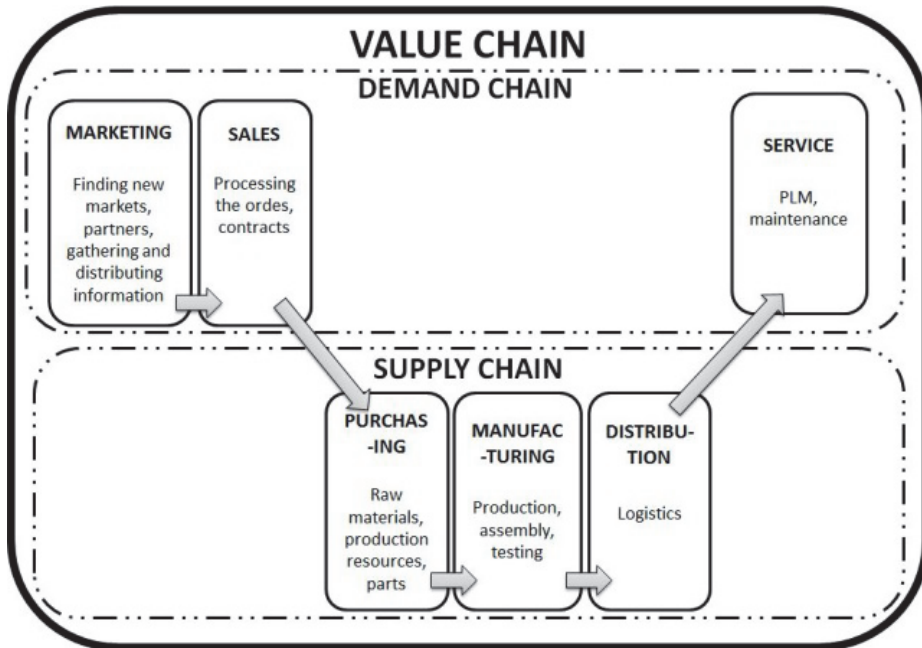 VALUE CHAIN
DEMAND CHAIN
MARKETING
Finding new
markets,
partners,
gathering and
distributing
information
SALES
Processing
the ordes,
contracts
SERVICE
PLM,
maintenance
SUPPLY CHAIN
PURCHAS
-ING
Raw
materials,
production
resources,
parts
MANUFAC
-TURING
Production,
assembly,
testing
DISTRIBU-
TION
Logistics